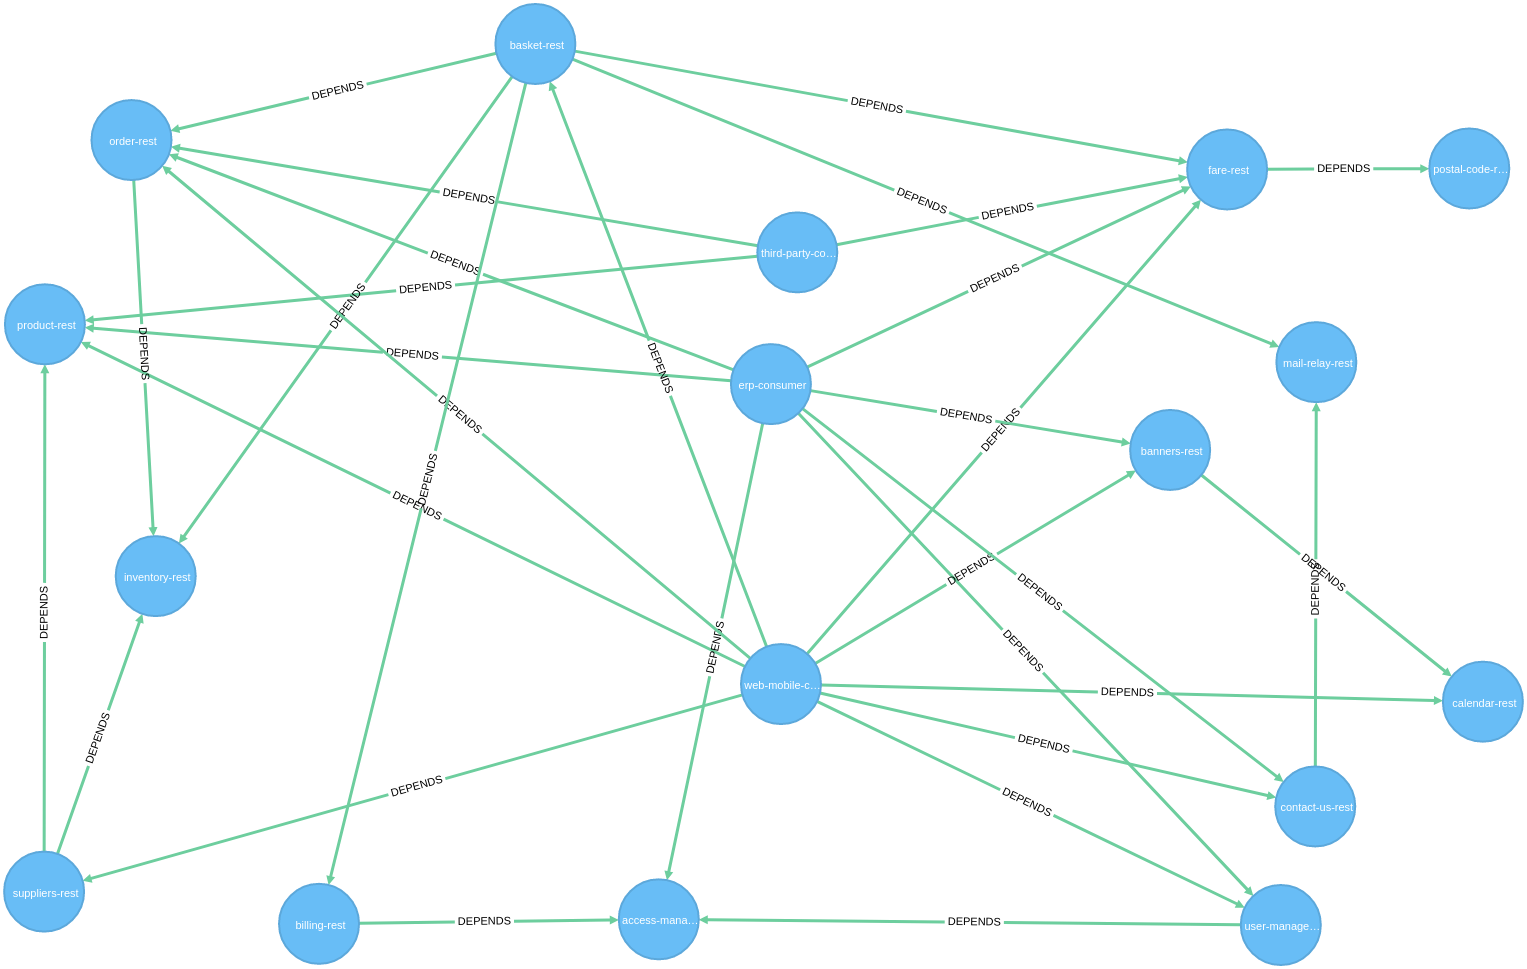 basket-rest
DEPENDS
DEPENDS
order-rest
fare-rest
DEPENDS
postal-code-r…
DEPENDS
DEPENDS
DEPENDS
third-party-co…
DEPENDS
DEPENDS
DEPENDS
DEPENDS
product-rest
DEPENDS
DEPENDS
DEPENDS
DEPENDS
mail-relay-rest
erp-consumer
DEPENDS
DEPENDS
DEPENDS
banners-rest
DEPENDS
DEPENDS
inventory-rest
DEPENDS
DEPENDS
DEPENDS
DEPENDS
DEPENDS
DEPENDS
DEPENDS
web-mobile-c…
DEPENDS
calendar-rest
DEPENDS
DEPENDS
DEPENDS
DEPENDS
contact-us-rest
suppliers-rest
billing-rest
DEPENDS
access-mana…
DEPENDS
user-manage…